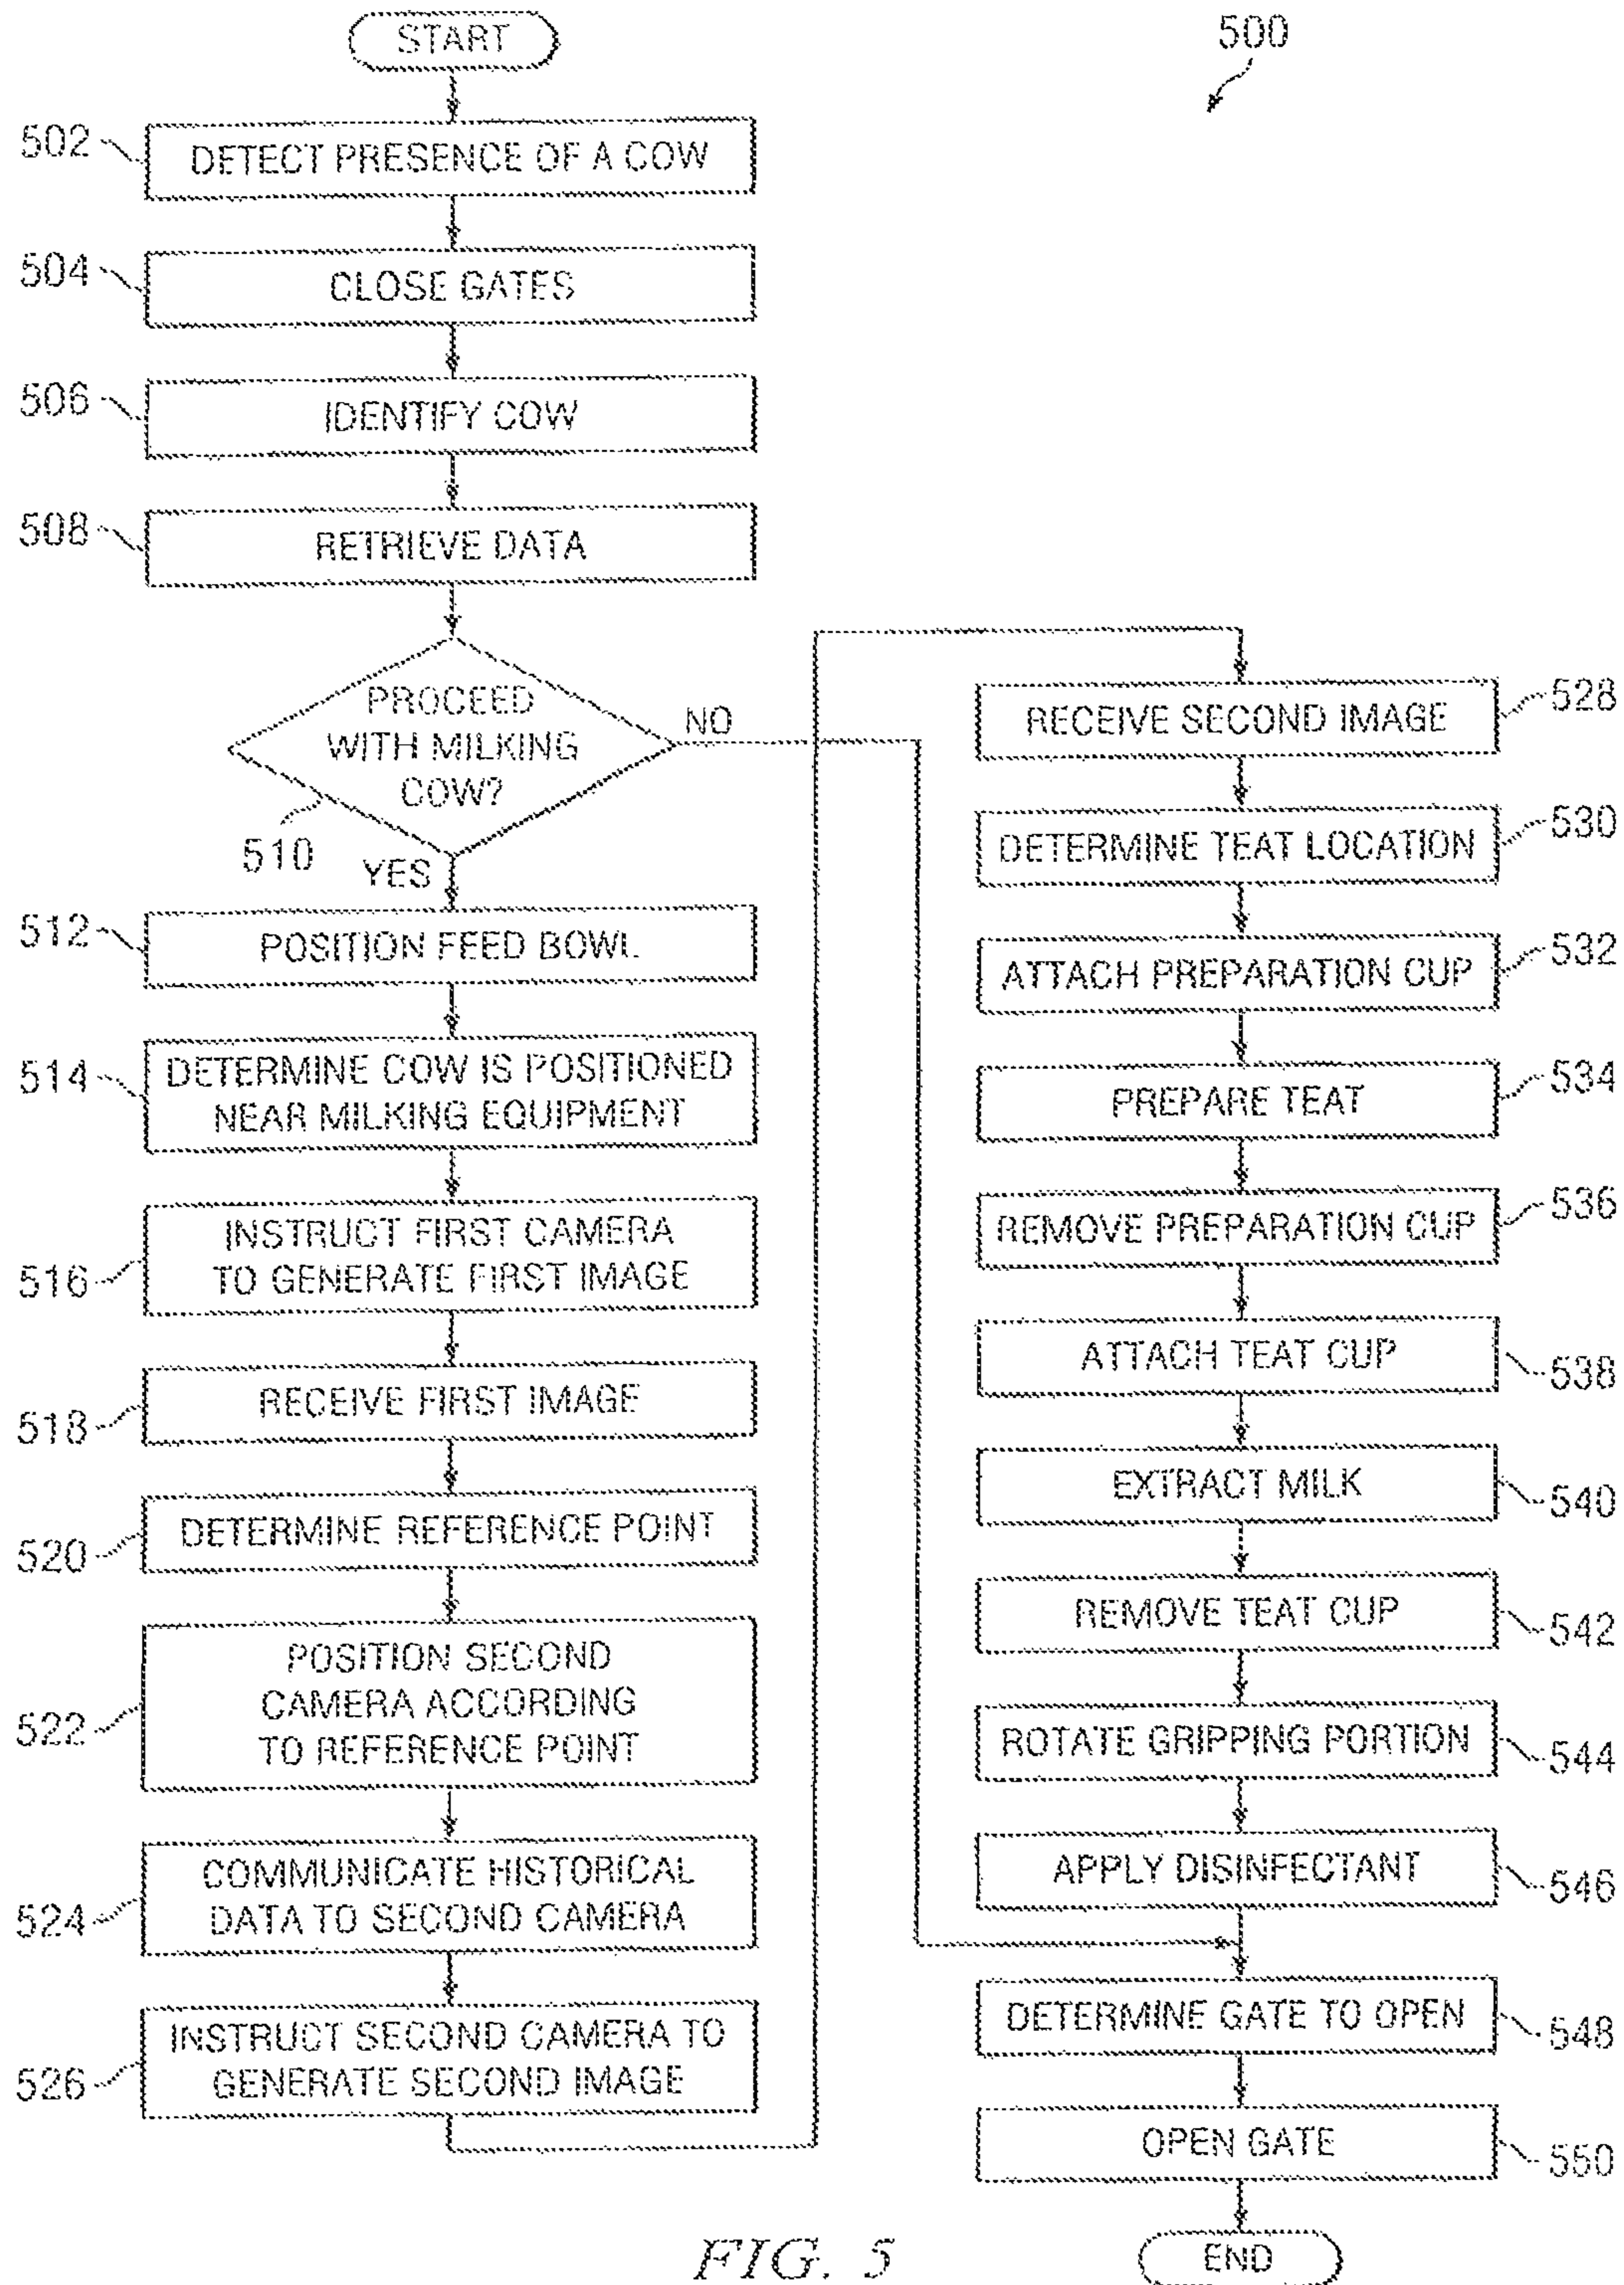 START
500
502
DETECT PRESENCE OF A COW
504
CLOSE GATES
506
IDENTIFY COW
508
RETRIEVE DATA
PROCEED
WITH MILKING
COW?
NO
510
YES
512
POSITION FEED BOWL
514
DETERMINE COW IS POSITIONED
NEAR MILKING EQUIPMENT
516
INSTRUCT FIRST CAMERA
TO GENERATE FIRST IMAGE
518
RECEIVE FIRST IMAGE
520
DETERMINE REFERENCE POINT
522
POSITION SECOND
CAMERA ACCORDING
TO REFERENCE POINT
524
COMMUNICATE HISTORICAL
DATA TO SECOND CAMERA
526
INSTRUCT SECOND CAMERA TO
GENERATE SECOND IMAGE
RECEIVE SECOND IMAGE
528
DETERMINE TEAT LOCATION
530
ATTACH PREPARATION CUP
532
PREPARE TEAT
534
REMOVE PREPARATION CUP
536
ATTACH TEAT CUP
538
EXTRACT MILK
540
REMOVE TEAT CUP
542
ROTATE GRIPPING PORTION
544
APPLY DISINFECTANT
546
DETERMINE GATE TO OPEN
548
OPEN GATE
550
END
FIG. 5